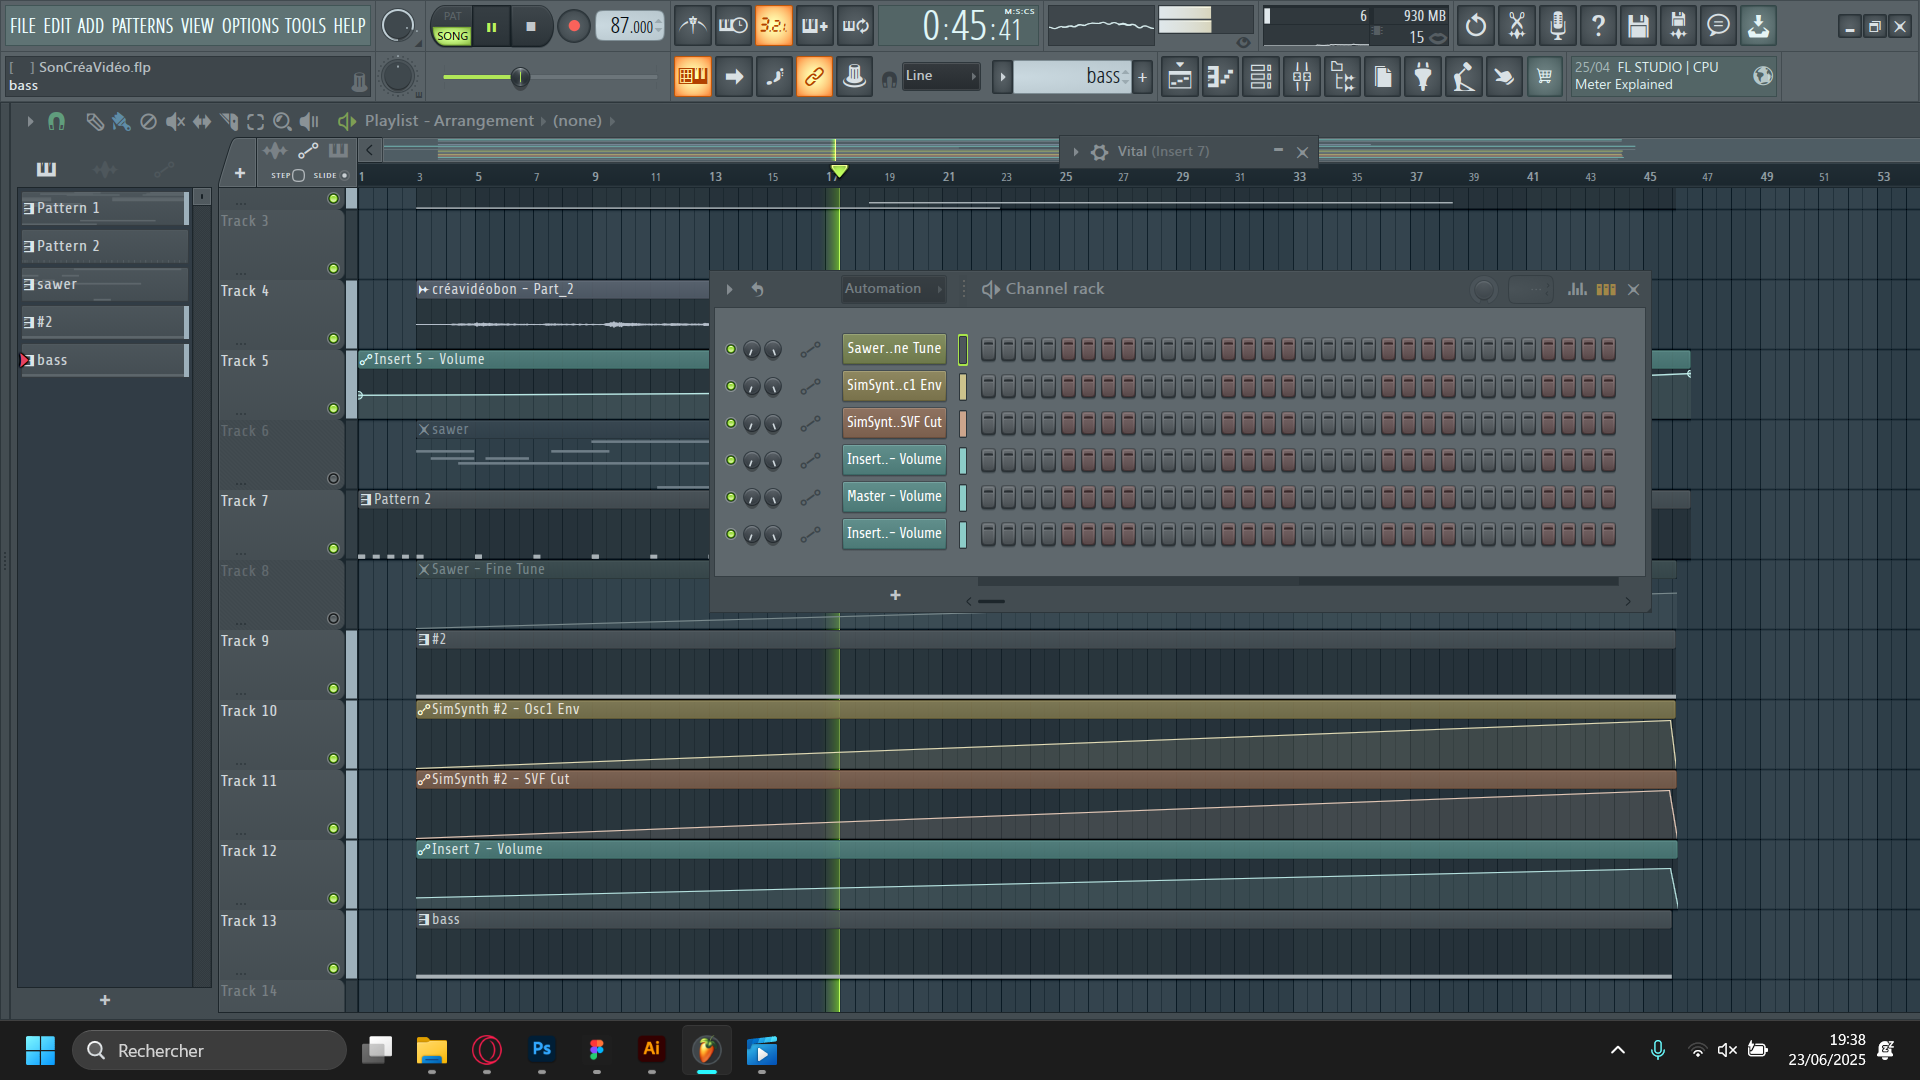 FILE EDIT ADD PATTERNS VIEW OPTIONS TOOLS HELP
PAT
SONG
87.000
3.2.
0:45:41
M:S:CS
6
930 MB
15
[ ] SonCréaVidéo.flp
bass
Line
bass
+
25/04 FL STUDIO | CPU
Meter Explained
Playlist - Arrangement
(none)
Vital (Insert 7)
STEP
SLIDE
1
3
5
7
9
11
13
15
17
19
21
23
25
27
29
31
33
35
37
39
41
43
45
47
49
51
53
Pattern 1
Pattern 2
sawer
#2
bass
+
Track 3
Track 4
créavidéobon - Part_2
Track 5
Insert 5 - Volume
Track 6
sawer
Track 7
Pattern 2
Track 8
Sawer - Fine Tune
Track 9
#2
Track 10
SimSynth #2 - Osc1 Env
Track 11
SimSynth #2 - SVF Cut
Track 12
Insert 7 - Volume
Track 13
bass
Track 14
Automation
Channel rack
Sawer..ne Tune
SimSynt..c1 Env
SimSynt..SVF Cut
Insert..- Volume
Master - Volume
Insert..- Volume
+
Rechercher
Ps
Ai
19:38
23/06/2025